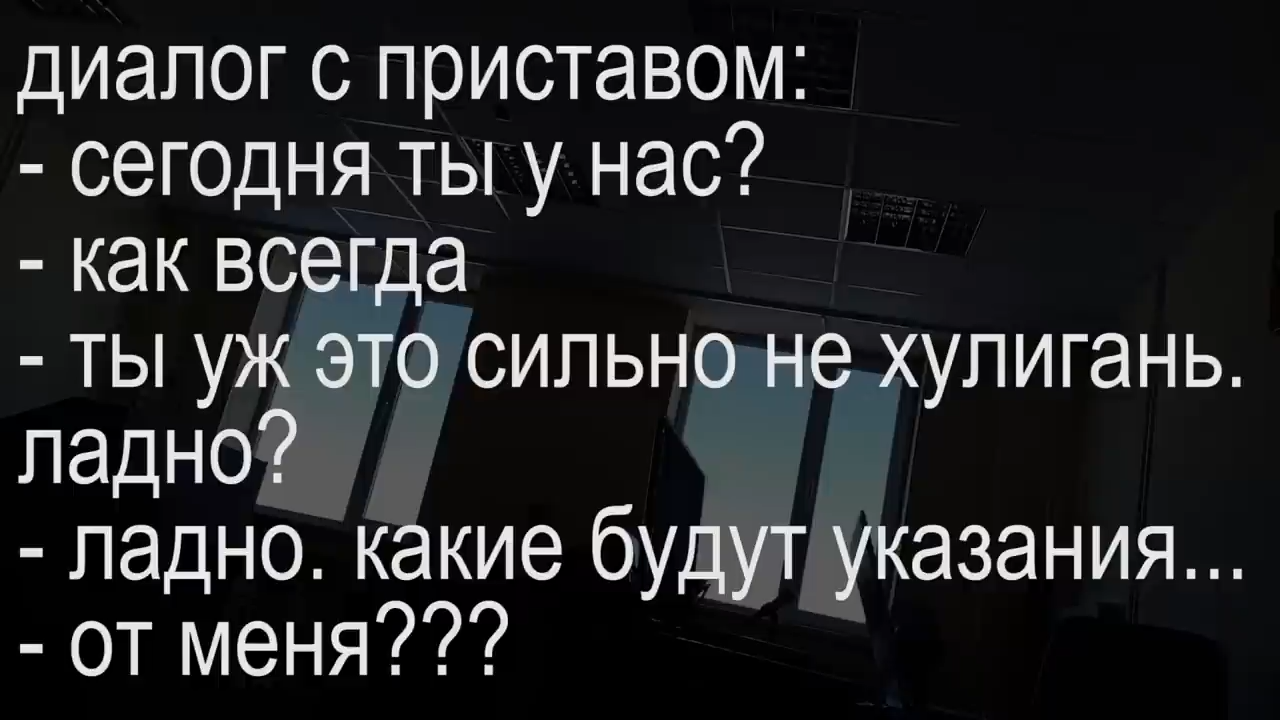 диалог с приставом:
- сегодня ты у нас?
- как всегда
- ты уж это сильно не хулигань.
ладно?
- ладно. какие будут указания...
- от меня???